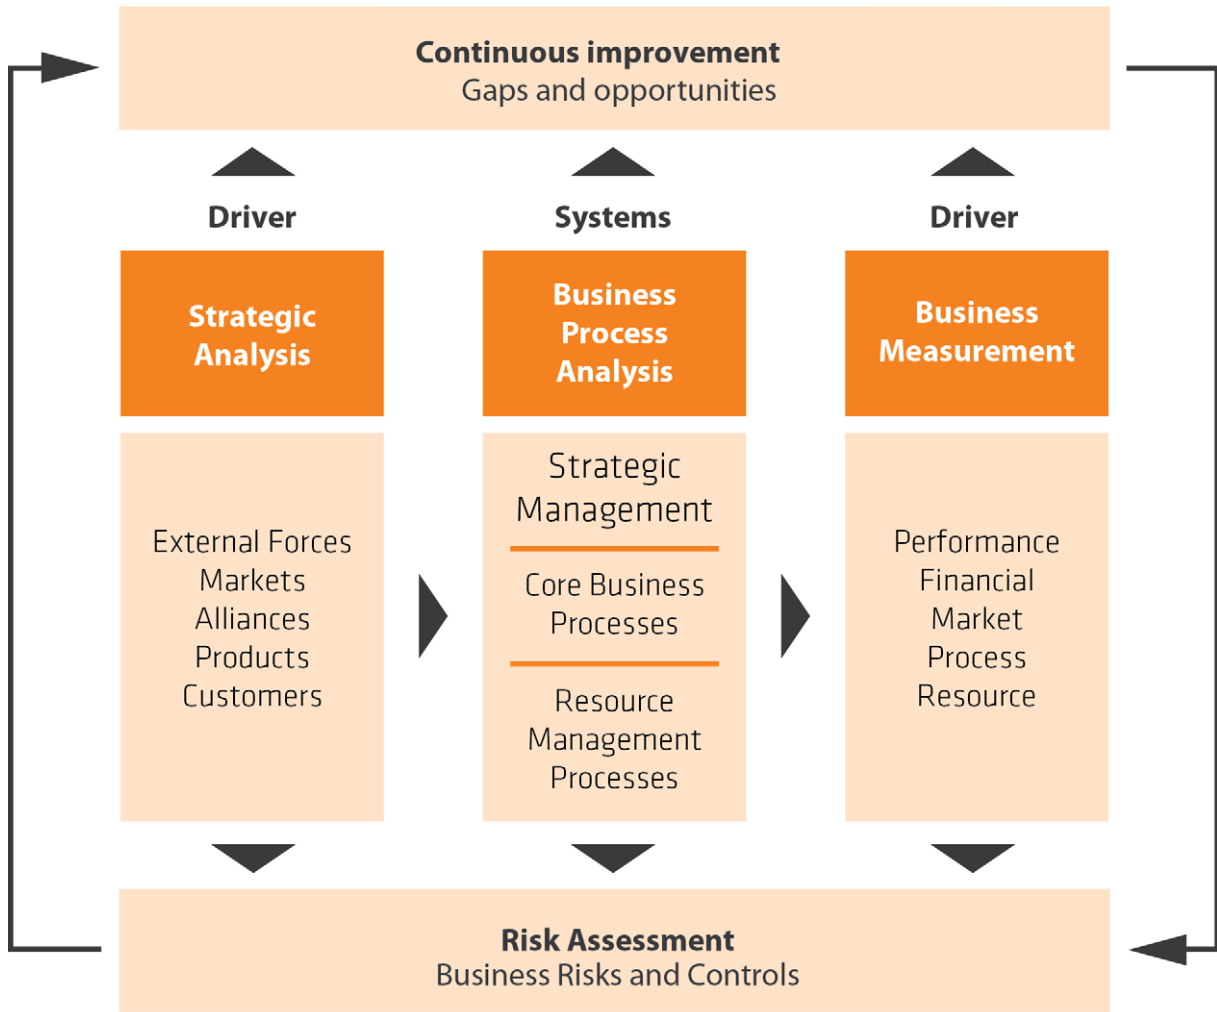 Continuous improvement
Gaps and opportunities
Driver
Strategic
Analysis
External Forces
Markets
Alliances
Products
Customers
Systems
Business
Process
Analysis
Strategic
Management
Core Business
Processes
Resource
Management
Processes
Driver
Business
Measurement
Performance
Financial
Market
Process
Resource
Risk Assessment
Business Risks and Controls